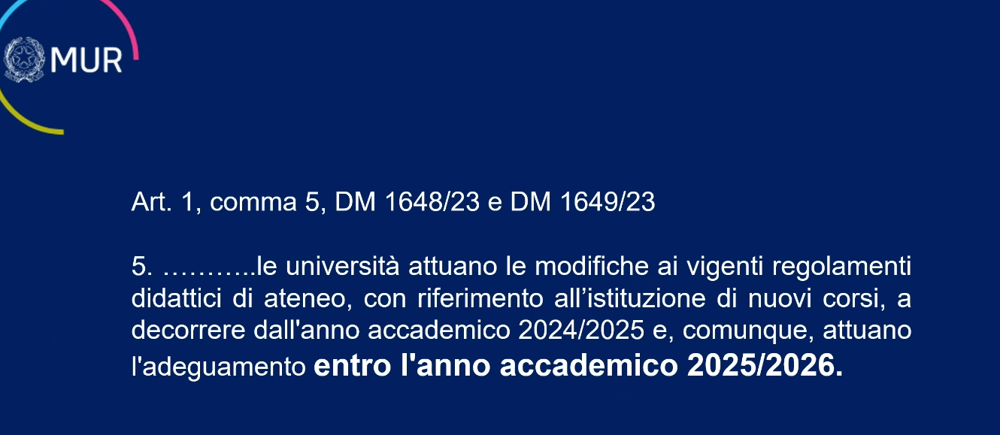 MUR
Art. 1, comma 5, DM 1648/23 e DM 1649/23
5. ………..le università attuano le modifiche ai vigenti regolamenti
didattici di ateneo, con riferimento all’istituzione di nuovi corsi, a
decorrere dall'anno accademico 2024/2025 e, comunque, attuano
l'adeguamento entro l'anno accademico 2025/2026.